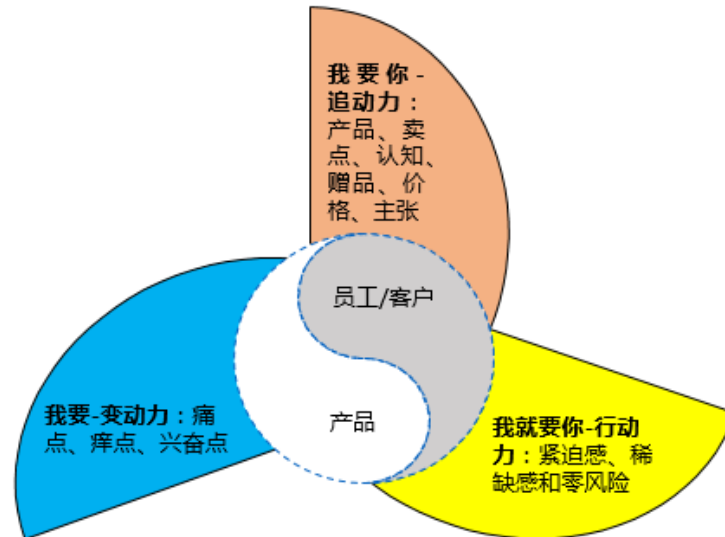 我要你-
追动力：
产品、卖
点、认知、
赠品、价
格、主张
员工/客户
我要-变动力：痛
点、痒点、兴奋点
产品
我就要你-行动
力：紧迫感、稀
缺感和零风险